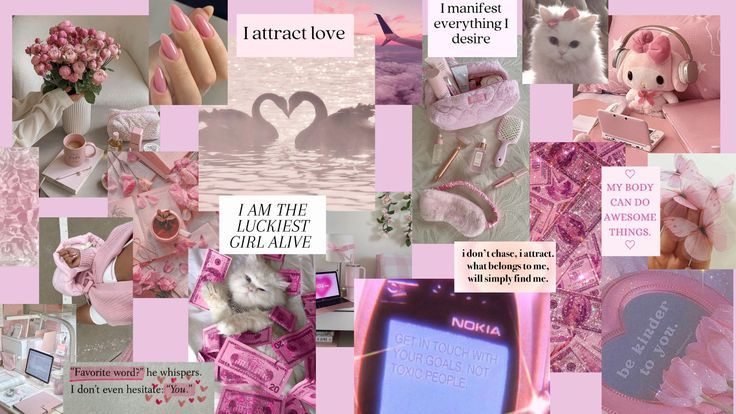 I attract love
I manifest
everything I
desire
I AM THE
LUCKIEST
GIRL ALIVE
MY BODY
CAN DO
AWESOME
THINGS.
i don't chase, i attract.
what belongs to me,
will simply find me.
NOKIA
GET IN TOUCH WITH
YOUR GOALS, NOT
TOXIC PEOPLE.
be kinder
to you.
"Favorite word?" he whispers.
I don't even hesitate: "You."
20